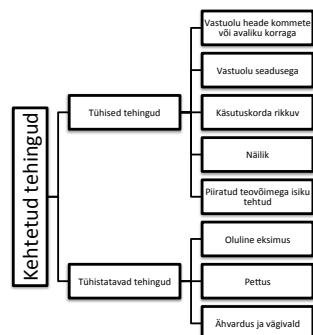 Kehtetud tehingud
Tühised tehingud
Vastuolu heade kommete
või avaliku korraga
Vastuolu seadusega
Käsutuskorda rikkuv
Näilik
Piiratud teovõimega isiku
tehtud
Tühistatavad tehingud
Oluline eksimus
Pettus
Ähvardus ja vägivald